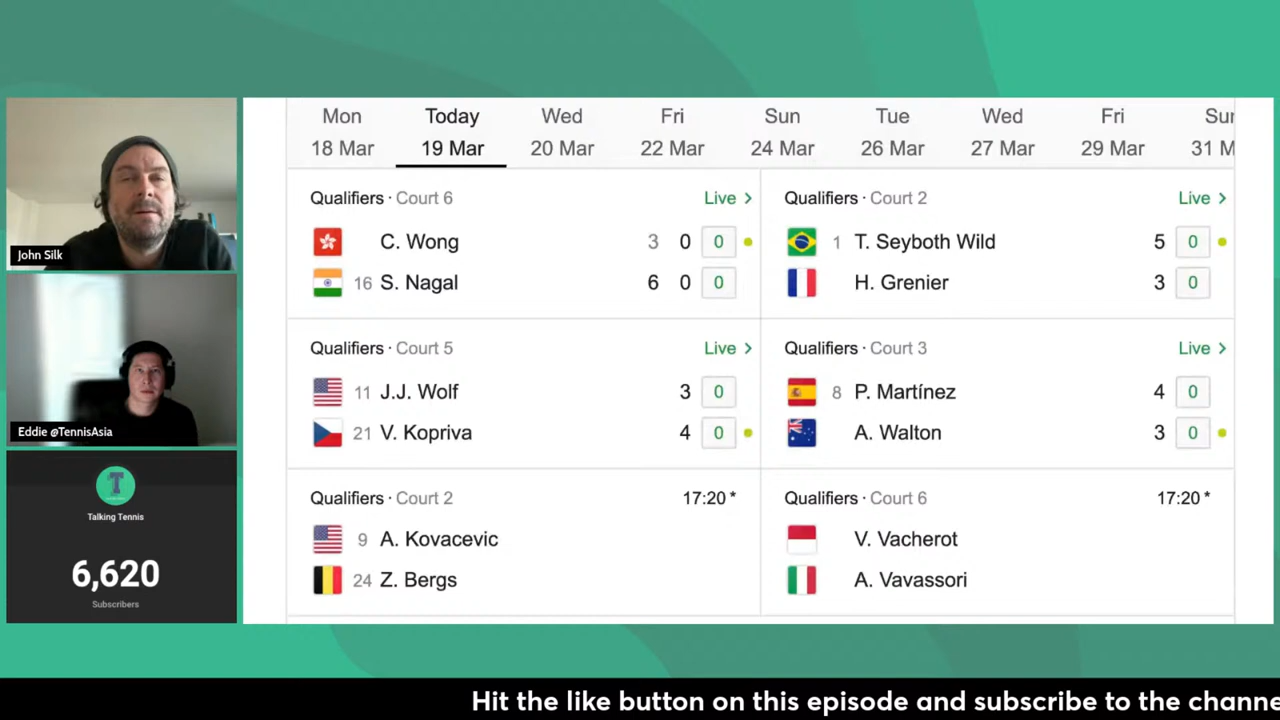 John Silk
Eddie @TennisAsia
T
Talking Tennis
6,620
Subscribers
Mon Today Wed Fri Sun Tue Wed Fri Sur
18 Mar 19 Mar 20 Mar 22 Mar 24 Mar 26 Mar 27 Mar 29 Mar 31 M
Qualifiers · Court 6 Live >
C. Wong 3 0 0
16 S. Nagal 6 0 0
Qualifiers · Court 2 Live >
1 T. Seyboth Wild 5 0
H. Grenier 3 0
Qualifiers · Court 5 Live >
11 J.J. Wolf 3 0
21 V. Kopriva 4 0
Qualifiers · Court 3 Live >
8 P. Martínez 4 0
A. Walton 3 0
Qualifiers · Court 2 17:20 *
9 A. Kovacevic
24 Z. Bergs
Qualifiers · Court 6 17:20 *
V. Vacherot
A. Vavassori
Hit the like button on this episode and subscribe to the channe